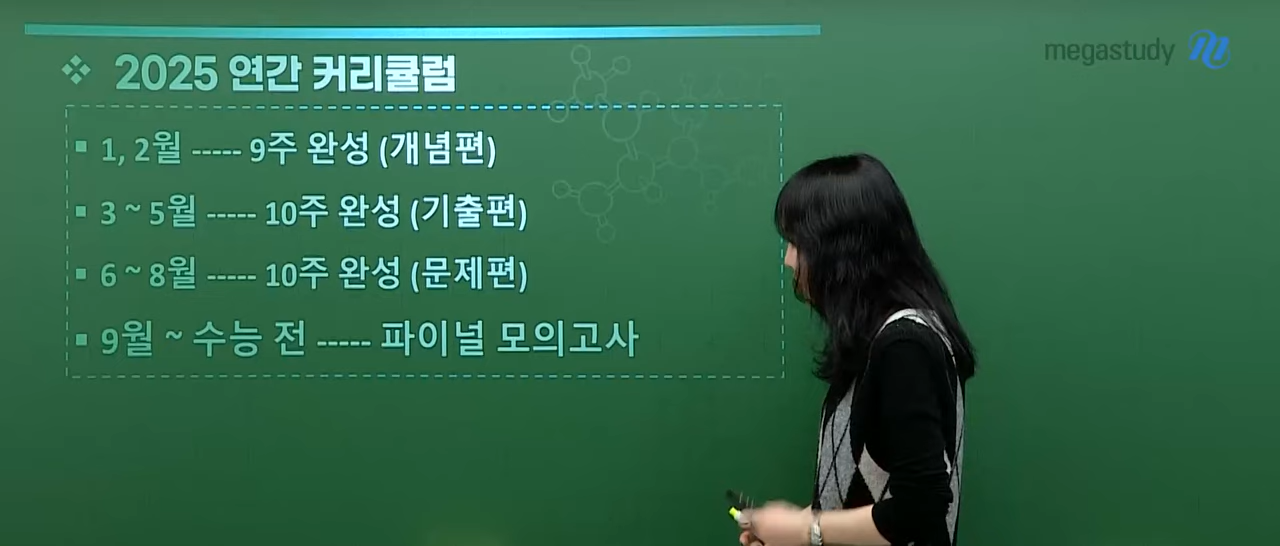 megastudy
❖ 2025 연간 커리큘럼
▪ 1, 2월 ----- 9주 완성 (개념편)
▪ 3 ~ 5월 ----- 10주 완성 (기출편)
▪ 6 ~ 8월 ----- 10주 완성 (문제편)
▪ 9월 ~ 수능 전 ----- 파이널 모의고사